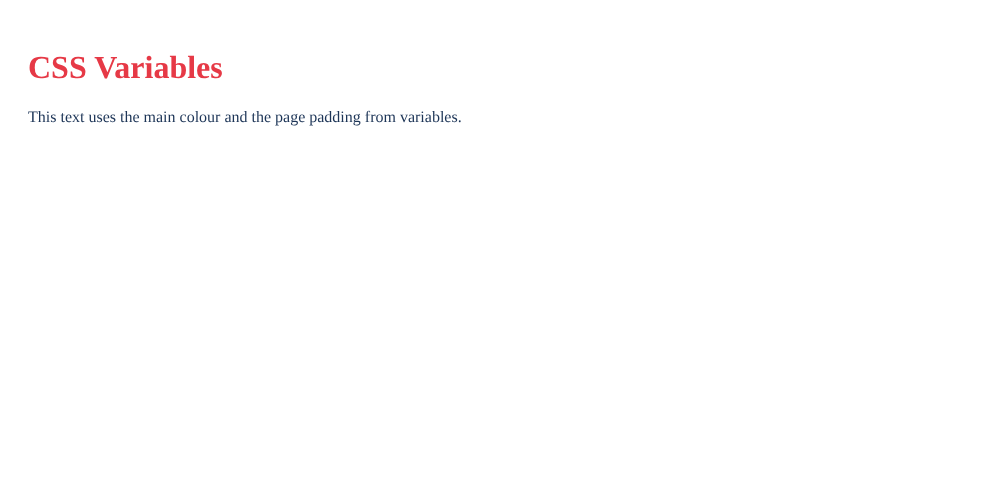 CSS Variables
This text uses the main colour and the page padding from variables.